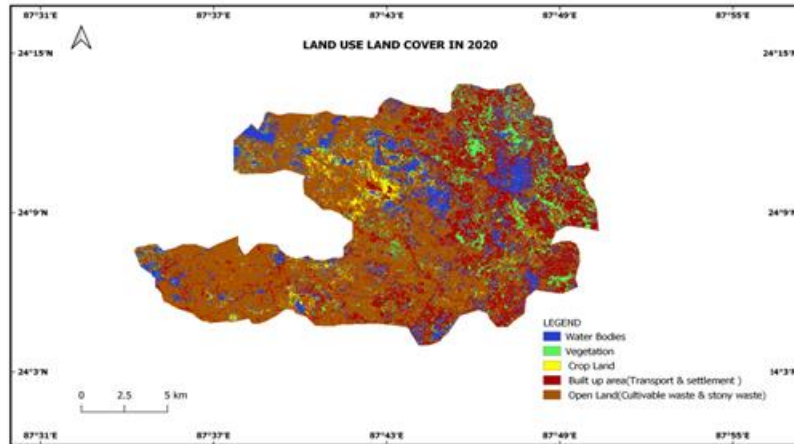 87°31'E 87°37'E 87°43'E 87°49'E 87°55'E
LAND USE LAND COVER IN 2020
24°15'N 24°15'N
24°9'N 24°9'N
LEGEND
Water Bodies
Vegetation
Crop Land
Built up area(Transport & settlement )
Open Land(Cultivable waste & stony waste)
24°3'N 14°3'N
0 2.5 5 km
87°31'E 87°37'E 87°43'E 87°49'E 87°55'E